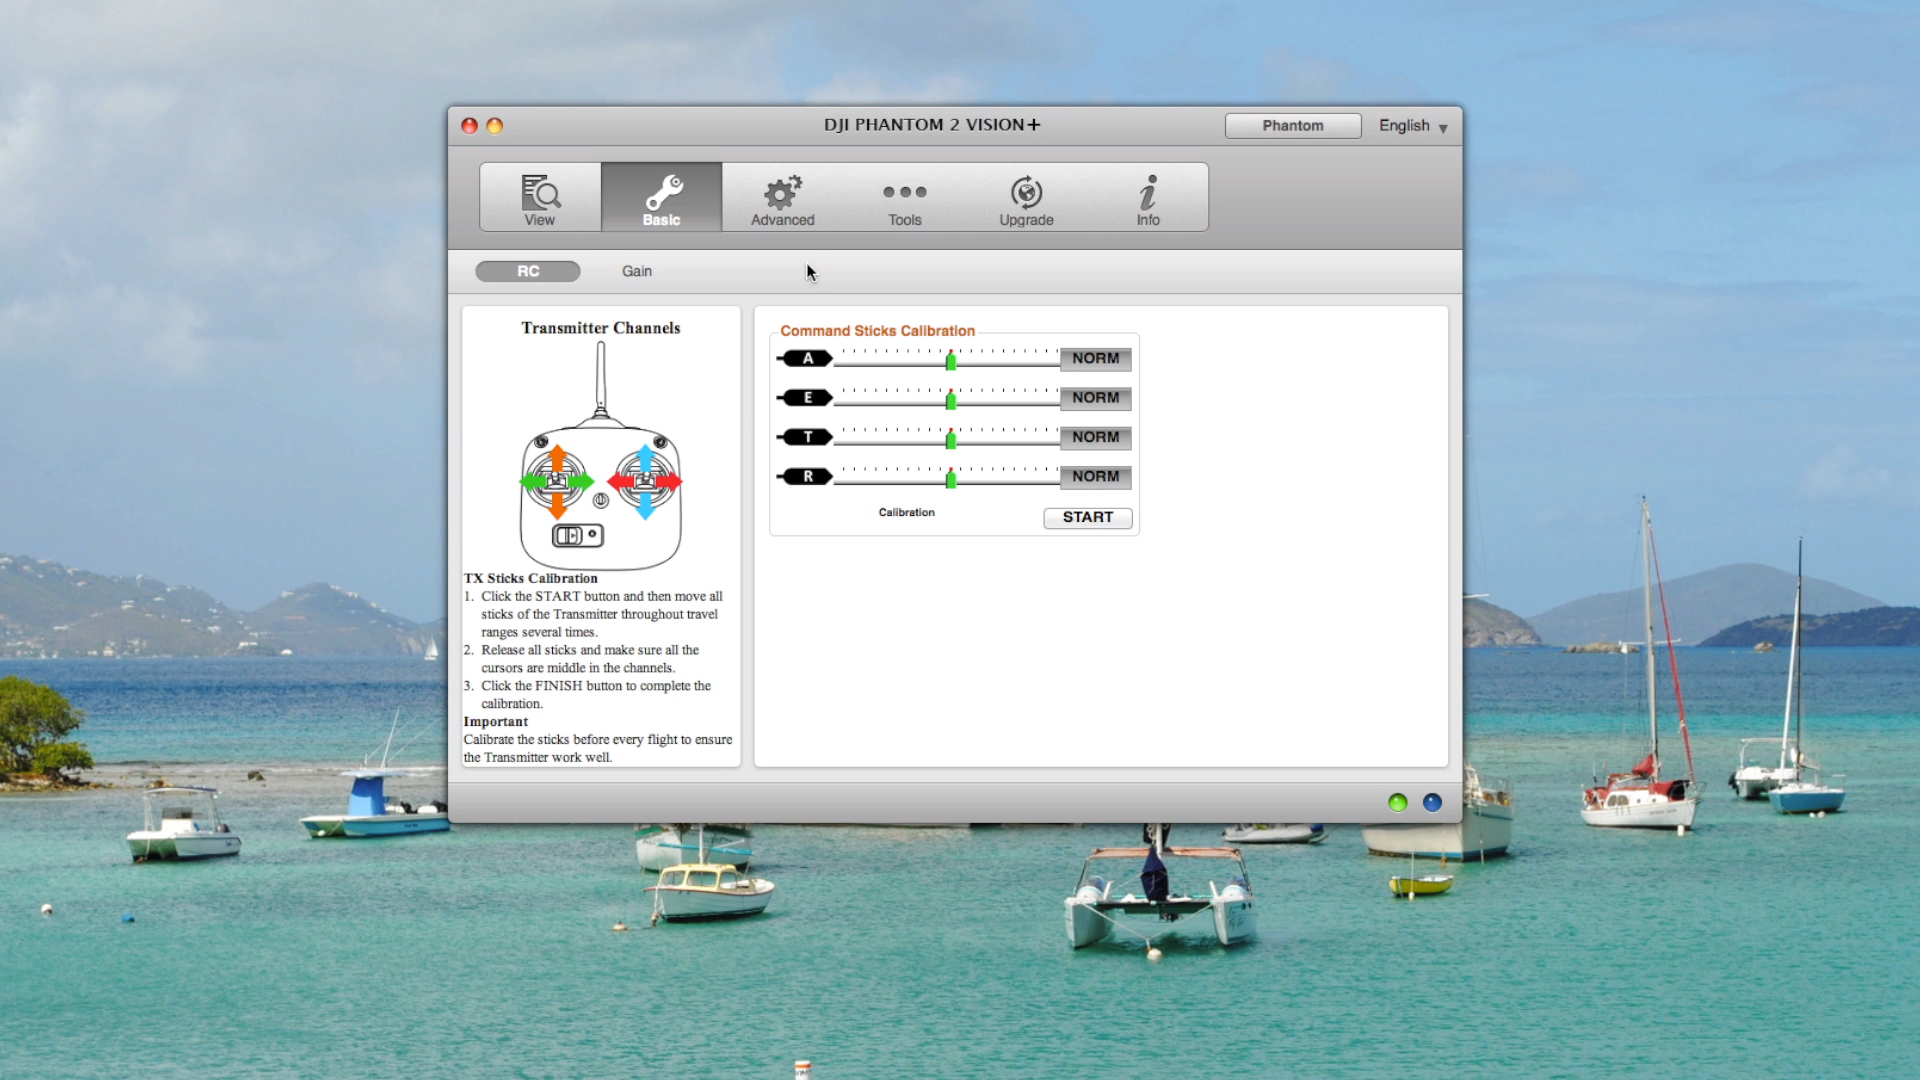 DJI PHANTOM 2 VISION+
Phantom
English
View
Basic
Advanced
Tools
Upgrade
Info
RC
Gain
Transmitter Channels
TX Sticks Calibration
1. Click the START button and then move all
sticks of the Transmitter throughout travel
ranges several times.
2. Release all sticks and make sure all the
cursors are middle in the channels.
3. Click the FINISH button to complete the
calibration.
Important
Calibrate the sticks before every flight to ensure
the Transmitter work well.
Command Sticks Calibration
A NORM
E NORM
T NORM
R NORM
Calibration
START